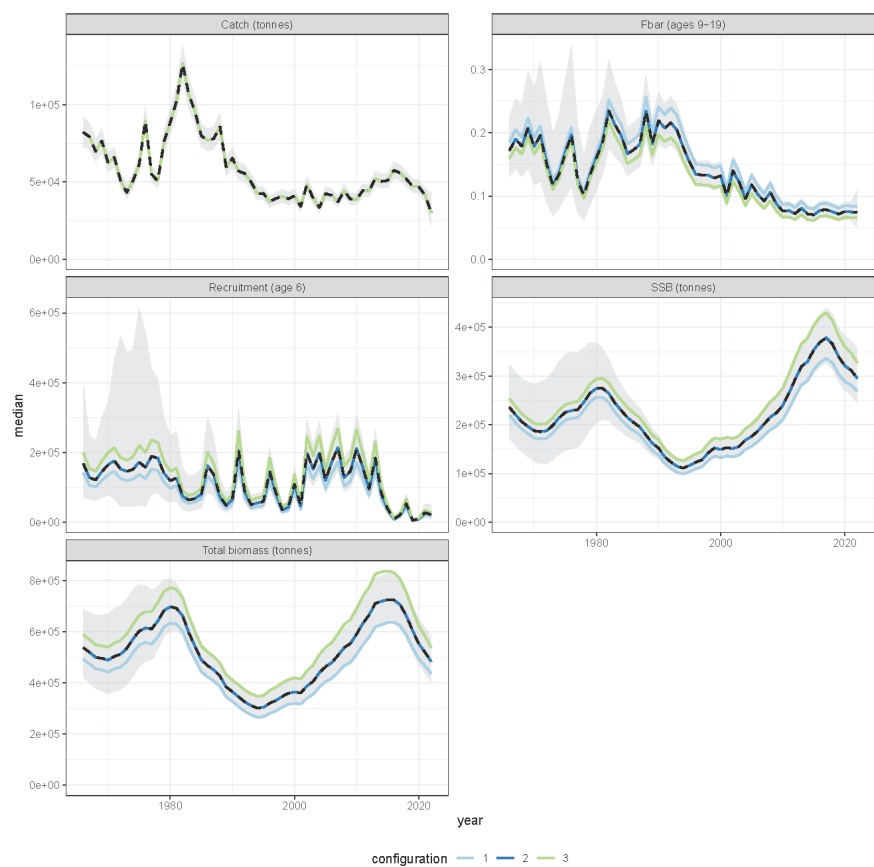 Catch (tonnes)
Fbar (ages 9−19)
1e+05
5e+04
0e+00
0.3
0.2
0.1
0.0
Recruitment (age 6)
SSB (tonnes)
6e+05
4e+05
2e+05
0e+00
4e+05
3e+05
2e+05
1e+05
0e+00
1980
2000
2020
median
Total biomass (tonnes)
8e+05
6e+05
4e+05
2e+05
0e+00
1980
2000
2020
year
configuration 1 2 3